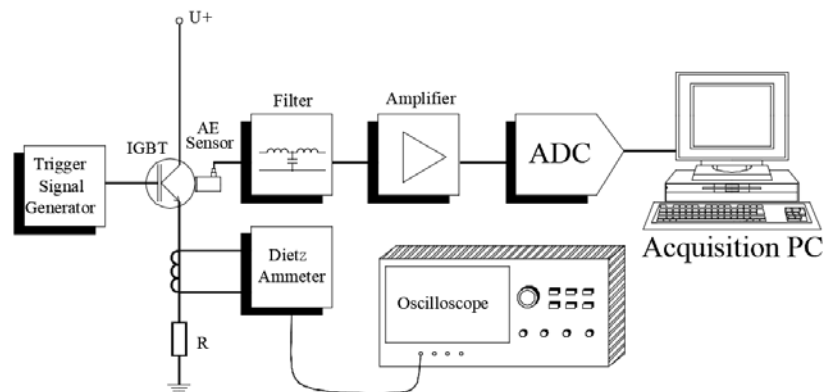 U+
IGBT
AE
Sensor
Filter
Amplifier
Trigger
Signal
Generator
ADC
Acquisition PC
Dietz
Ammeter
Oscilloscope
R